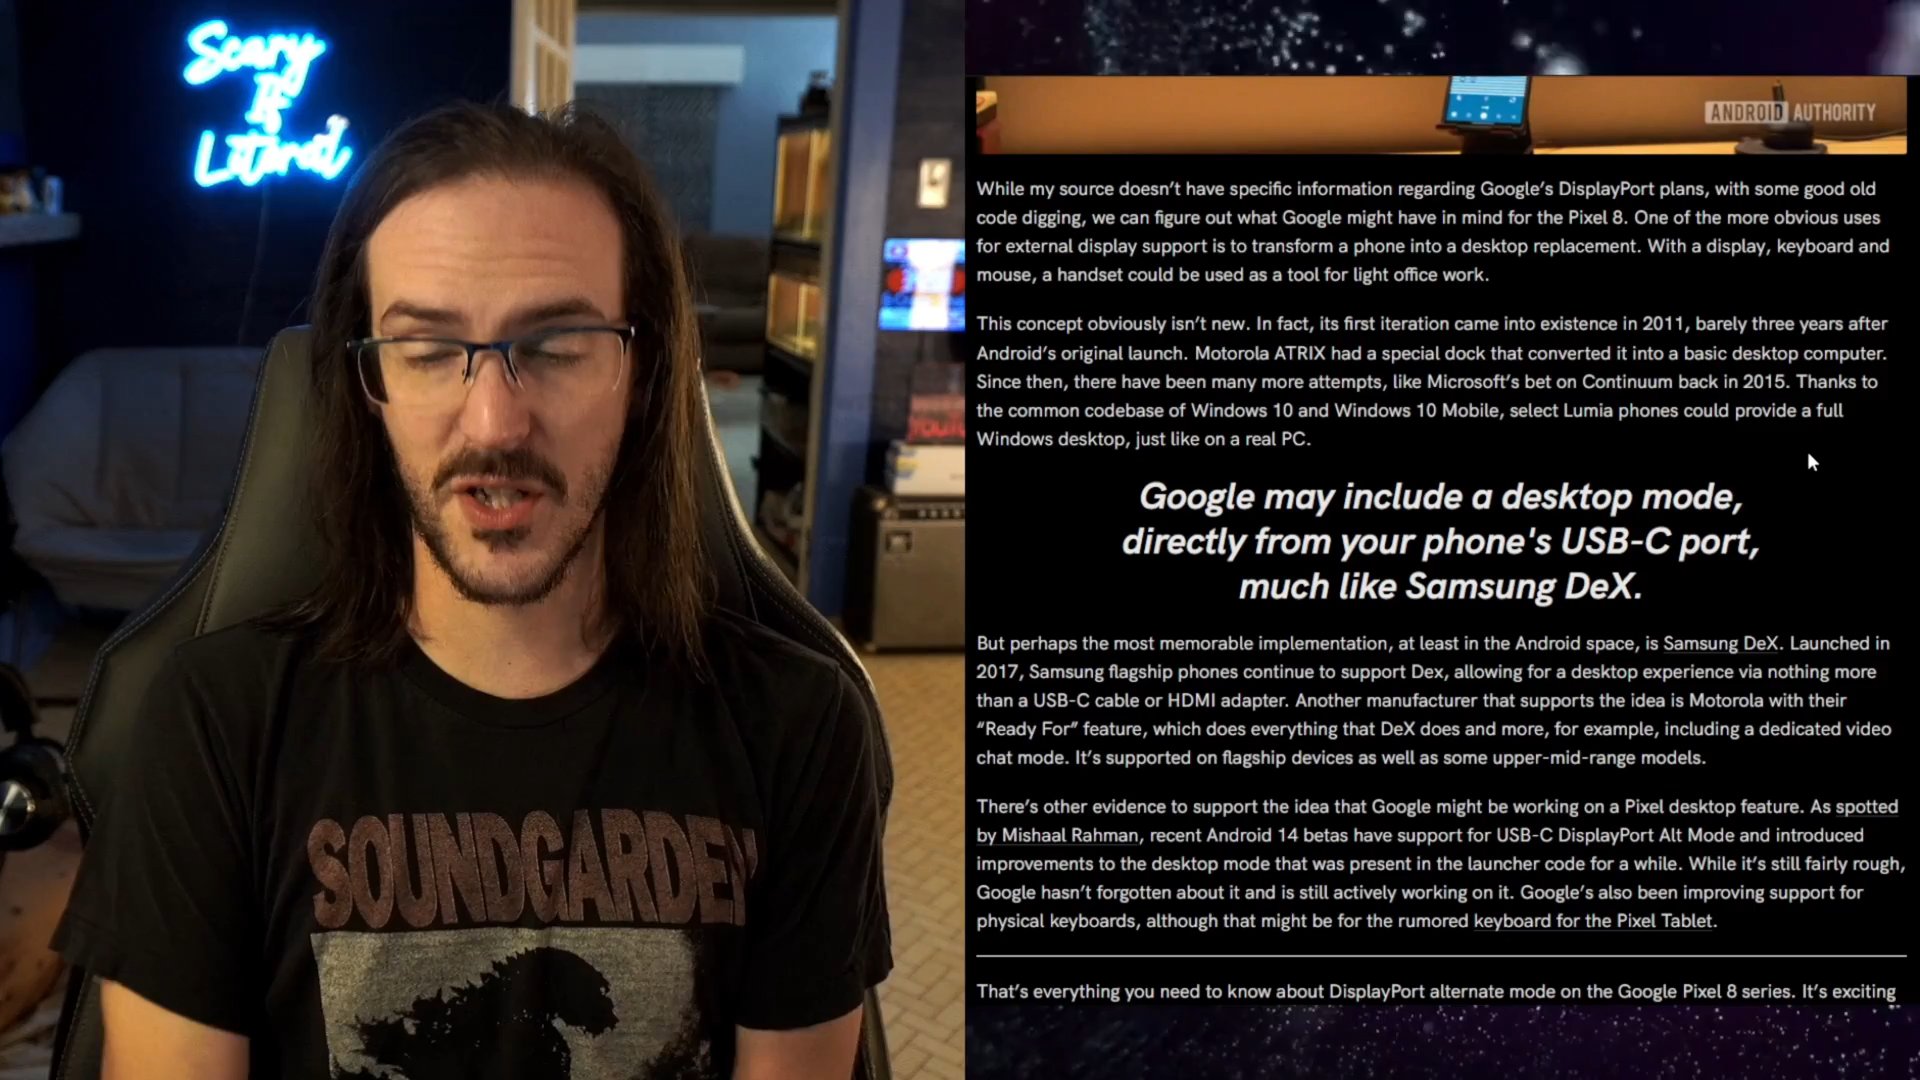 Scary
Is
Literal
SOUNDGARDEN
ANDROID AUTHORITY
While my source doesn’t have specific information regarding Google’s DisplayPort plans, with some good old
code digging, we can figure out what Google might have in mind for the Pixel 8. One of the more obvious uses
for external display support is to transform a phone into a desktop replacement. With a display, keyboard and
mouse, a handset could be used as a tool for light office work.
This concept obviously isn’t new. In fact, its first iteration came into existence in 2011, barely three years after
Android’s original launch. Motorola ATRIX had a special dock that converted it into a basic desktop computer.
Since then, there have been many more attempts, like Microsoft’s bet on Continuum back in 2015. Thanks to
the common codebase of Windows 10 and Windows 10 Mobile, select Lumia phones could provide a full
Windows desktop, just like on a real PC.
Google may include a desktop mode,
directly from your phone's USB-C port,
much like Samsung DeX.
But perhaps the most memorable implementation, at least in the Android space, is Samsung DeX. Launched in
2017, Samsung flagship phones continue to support Dex, allowing for a desktop experience via nothing more
than a USB-C cable or HDMI adapter. Another manufacturer that supports the idea is Motorola with their
“Ready For” feature, which does everything that DeX does and more, for example, including a dedicated video
chat mode. It’s supported on flagship devices as well as some upper-mid-range models.
There’s other evidence to support the idea that Google might be working on a Pixel desktop feature. As spotted
by Mishaal Rahman, recent Android 14 betas have support for USB-C DisplayPort Alt Mode and introduced
improvements to the desktop mode that was present in the launcher code for a while. While it’s still fairly rough,
Google hasn’t forgotten about it and is still actively working on it. Google’s also been improving support for
physical keyboards, although that might be for the rumored keyboard for the Pixel Tablet.
That’s everything you need to know about DisplayPort alternate mode on the Google Pixel 8 series. It’s exciting